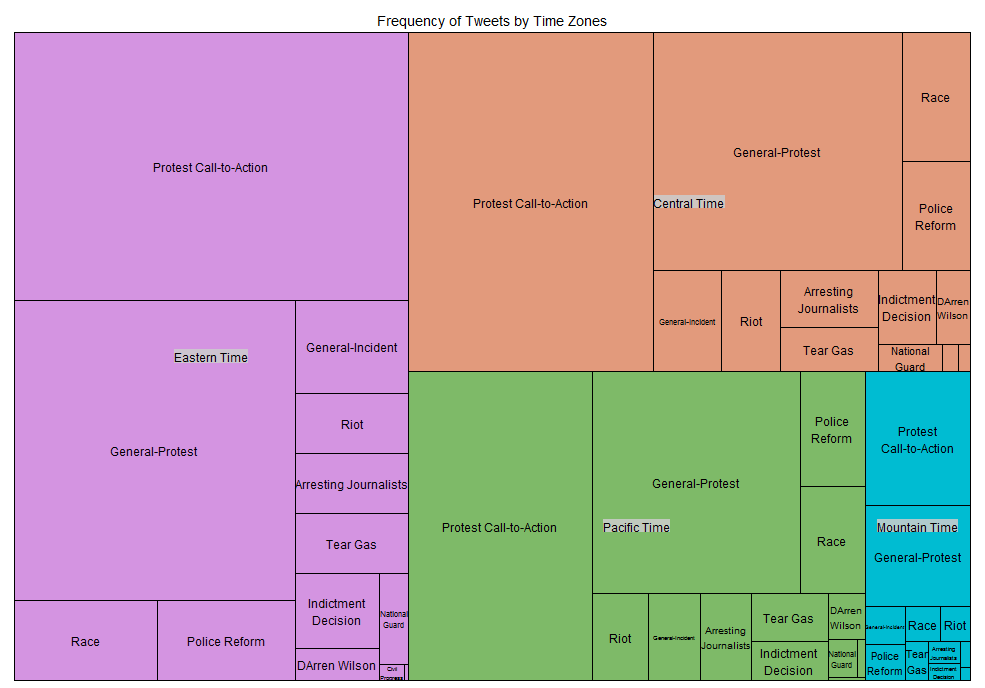 Frequency of Tweets by Time Zones
Protest Call-to-Action
Eastern Time
General-Protest
General-Incident
Riot
Arresting Journalists
Tear Gas
Indictment
Decision
National
Guard
DArren Wilson
Civil
Progress
Race
Police Reform
Protest Call-to-Action
General-Protest
Central Time
Race
Police
Reform
General-Incident
Riot
Arresting
Journalists
Tear Gas
Indictment
Decision
DArren
Wilson
National
Guard
Protest Call-to-Action
General-Protest
Pacific Time
Police
Reform
Race
Riot
General-Incident
Arresting
Journalists
Tear Gas
Indictment
Decision
DArren
Wilson
National
Guard
Protest
Call-to-Action
Mountain Time
General-Protest
General-Incident
Race
Riot
Police
Reform
Tear
Gas
Arresting
Journalists
Indictment
Decision